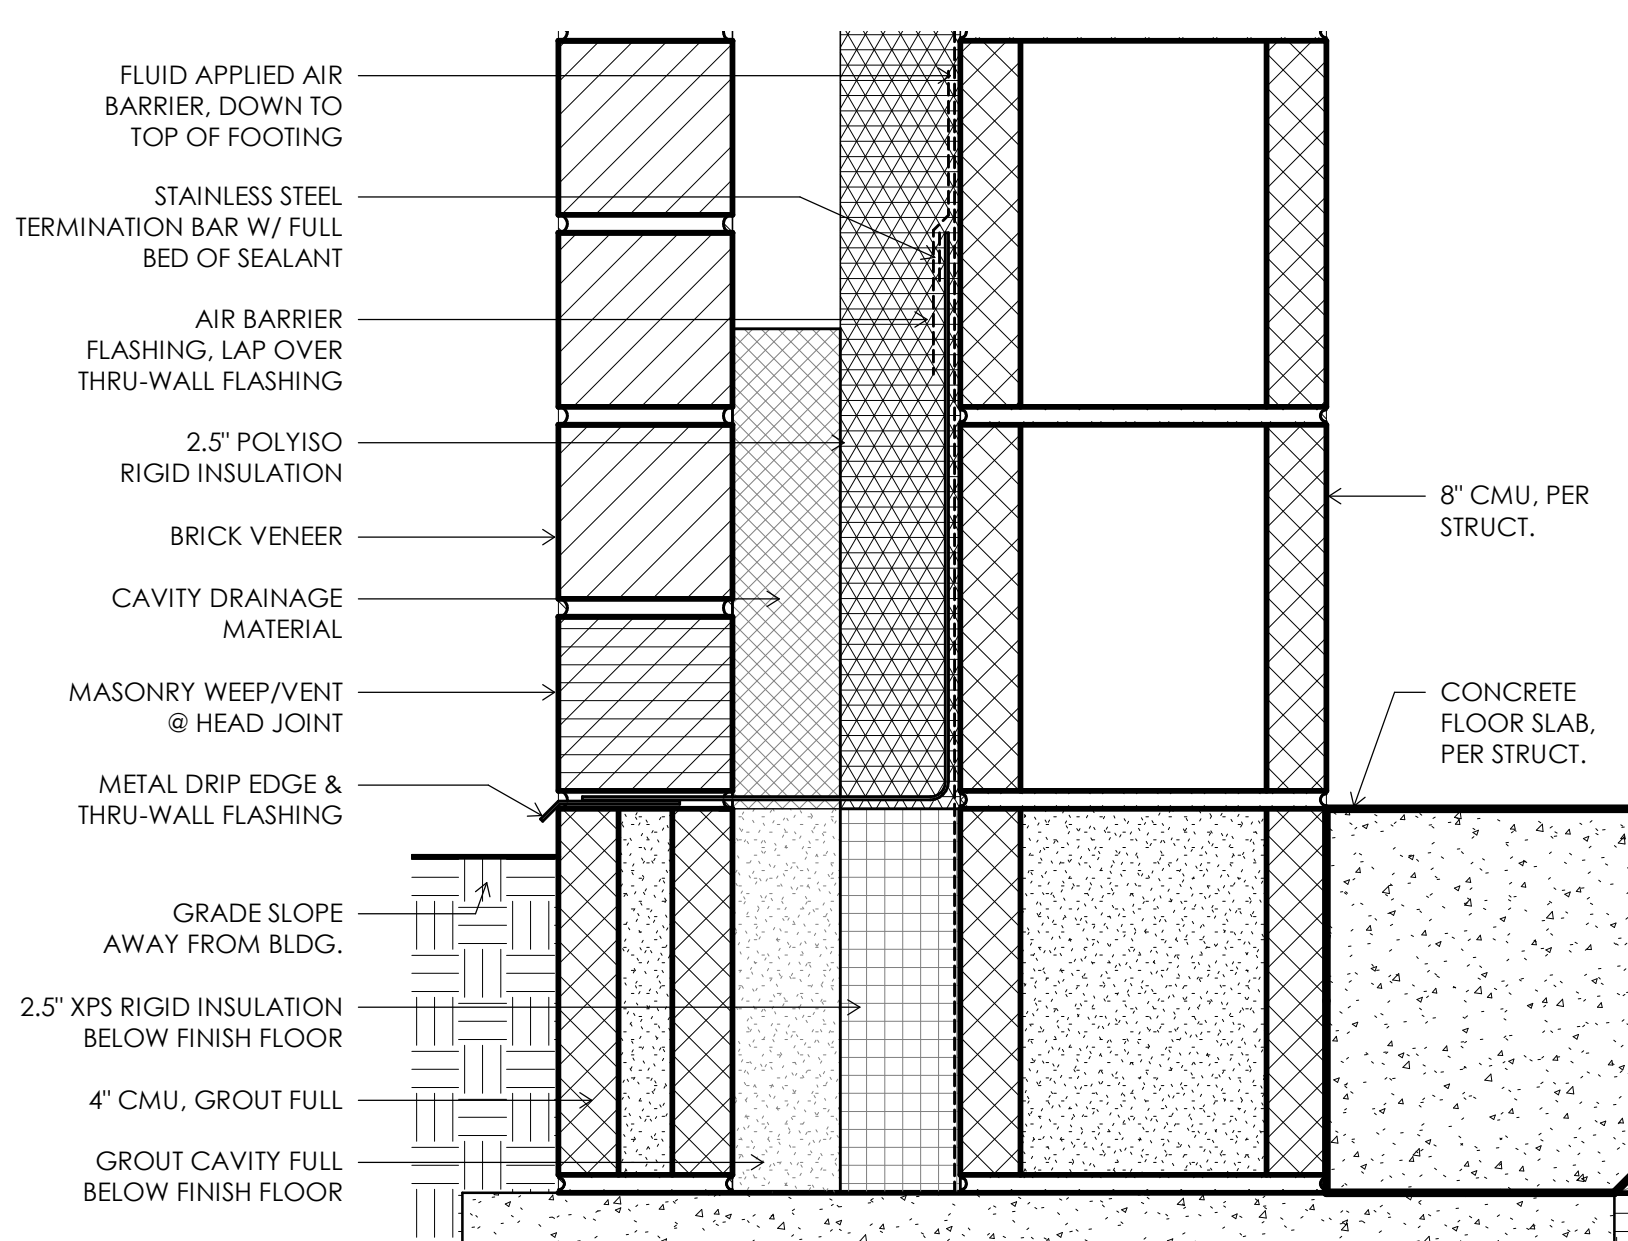 FLUID APPLIED AIR
BARRIER, DOWN TO
TOP OF FOOTING
STAINLESS STEEL
TERMINATION BAR W/ FULL
BED OF SEALANT
AIR BARRIER
FLASHING, LAP OVER
THRU-WALL FLASHING
2.5" POLYISO
RIGID INSULATION
BRICK VENEER
CAVITY DRAINAGE
MATERIAL
MASONRY WEEP/VENT
@ HEAD JOINT
METAL DRIP EDGE &
THRU-WALL FLASHING
GRADE SLOPE
AWAY FROM BLDG.
2.5" XPS RIGID INSULATION
BELOW FINISH FLOOR
4" CMU, GROUT FULL
GROUT CAVITY FULL
BELOW FINISH FLOOR
8" CMU, PER
STRUCT.
CONCRETE
FLOOR SLAB,
PER STRUCT.